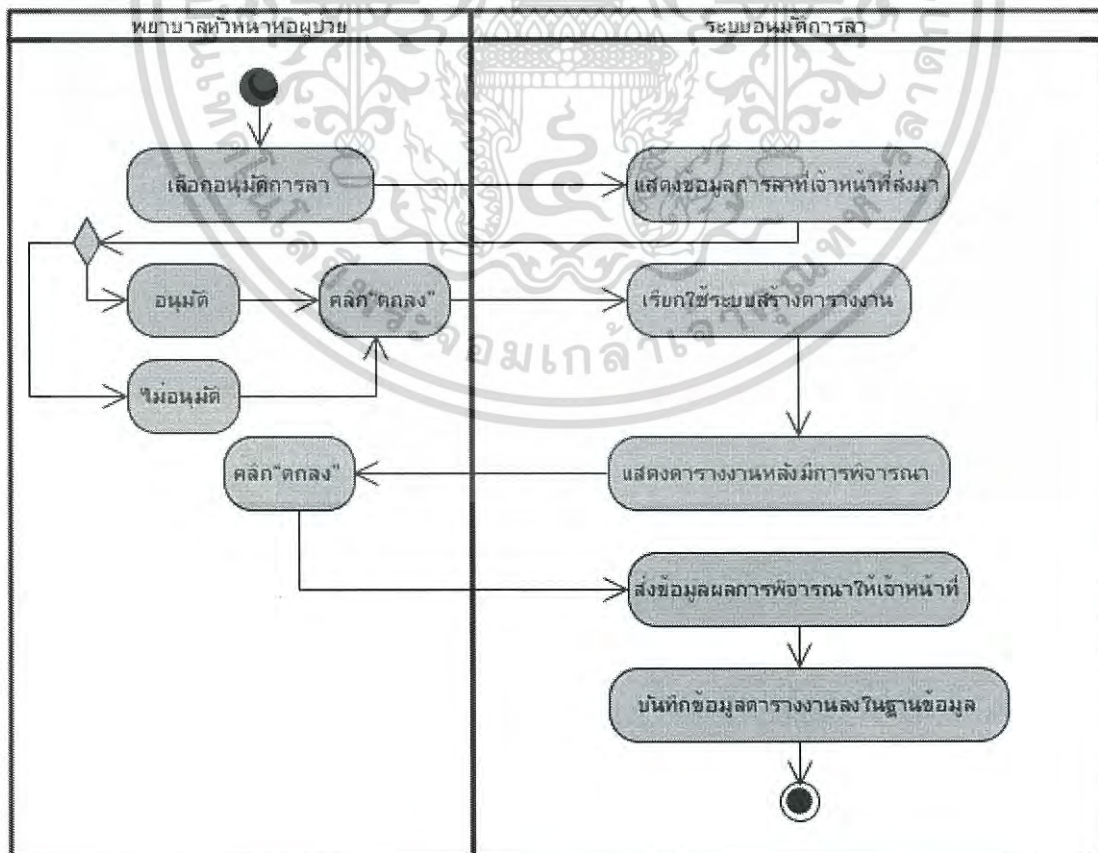 พยาบาลหัวหน้าหอผู้ป่วย
ระบบอนุมัติการลา
เลือกอนุมัติการลา
แสดงข้อมูลการลาที่เจ้าหน้าที่ส่งมา
อนุมัติ
คลิก"ตกลง"
เรียกใช้ระบบสร้างตารางงาน
ไม่อนุมัติ
คลิก"ตกลง"
แสดงตารางงานหลังมีการพิจารณา
ส่งข้อมูลผลการพิจารณาให้เจ้าหน้าที่
บันทึกข้อมูลตารางงานลงในฐานข้อมูล